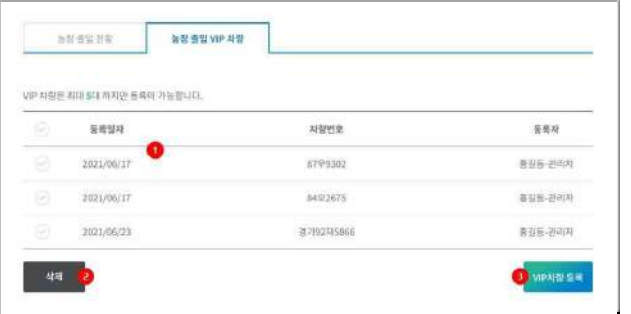 농장 출입 현황 농장 출입 VIP 차량
VIP 차량은 최대 5대 까지만 등록이 가능합니다.
등록일자 차량번호 등록자
1
2021/06/17 87우9302 홍길동-관리자
2021/06/17 84모2675 홍길동-관리자
2021/06/23 경기92자5866 홍길동-관리자
삭제 2 3 VIP차량 등록